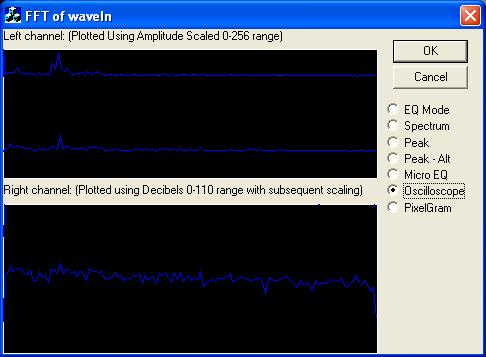 FFT of waveIn
Left channel: (Plotted Using Amplitude Scaled 0-256 range)
OK
Cancel
EQ Mode
Spectrum
Peak
Peak - Alt
Micro EQ
Oscilloscope
PixelGram
Right channel: (Plotted using Decibels 0-110 range with subsequent scaling)